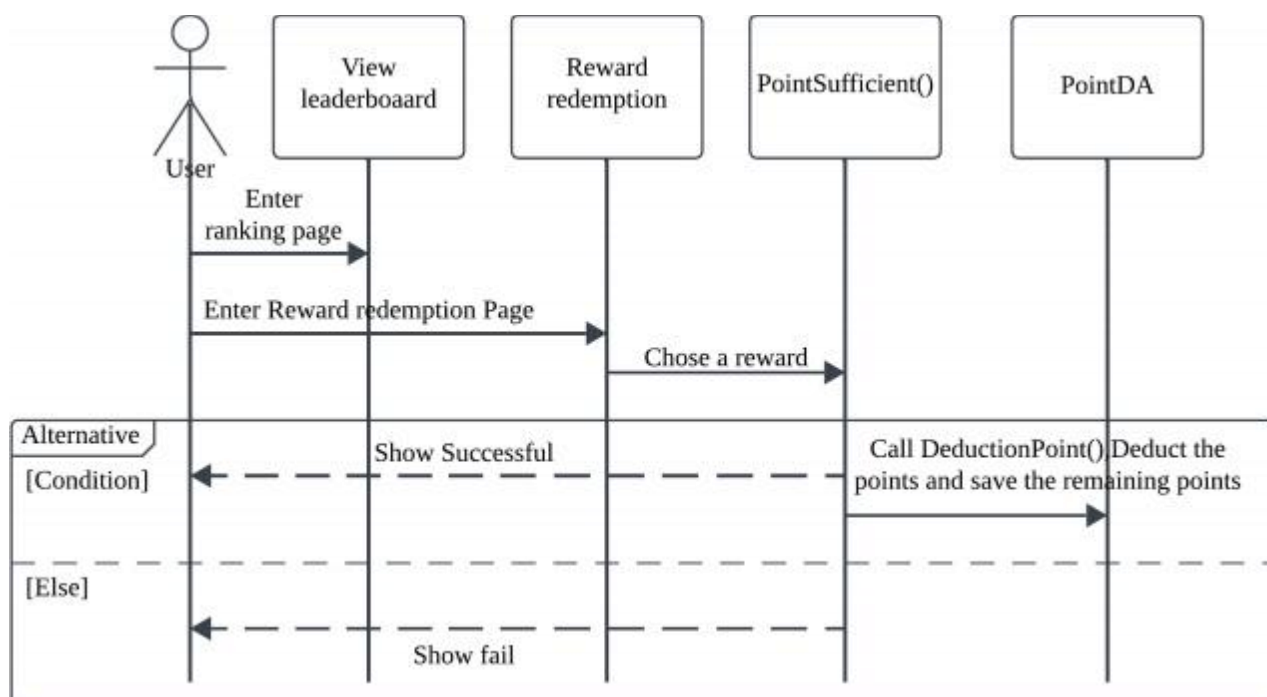 View
leaderboaard
Reward
redemption
PointSufficient()
PointDA
User
Enter
ranking page
Enter Reward redemption Page
Chose a reward
Alternative
[Condition]
Show Successful
Call DeductionPoint(),Deduct the
points and save the remaining points
[Else]
Show fail